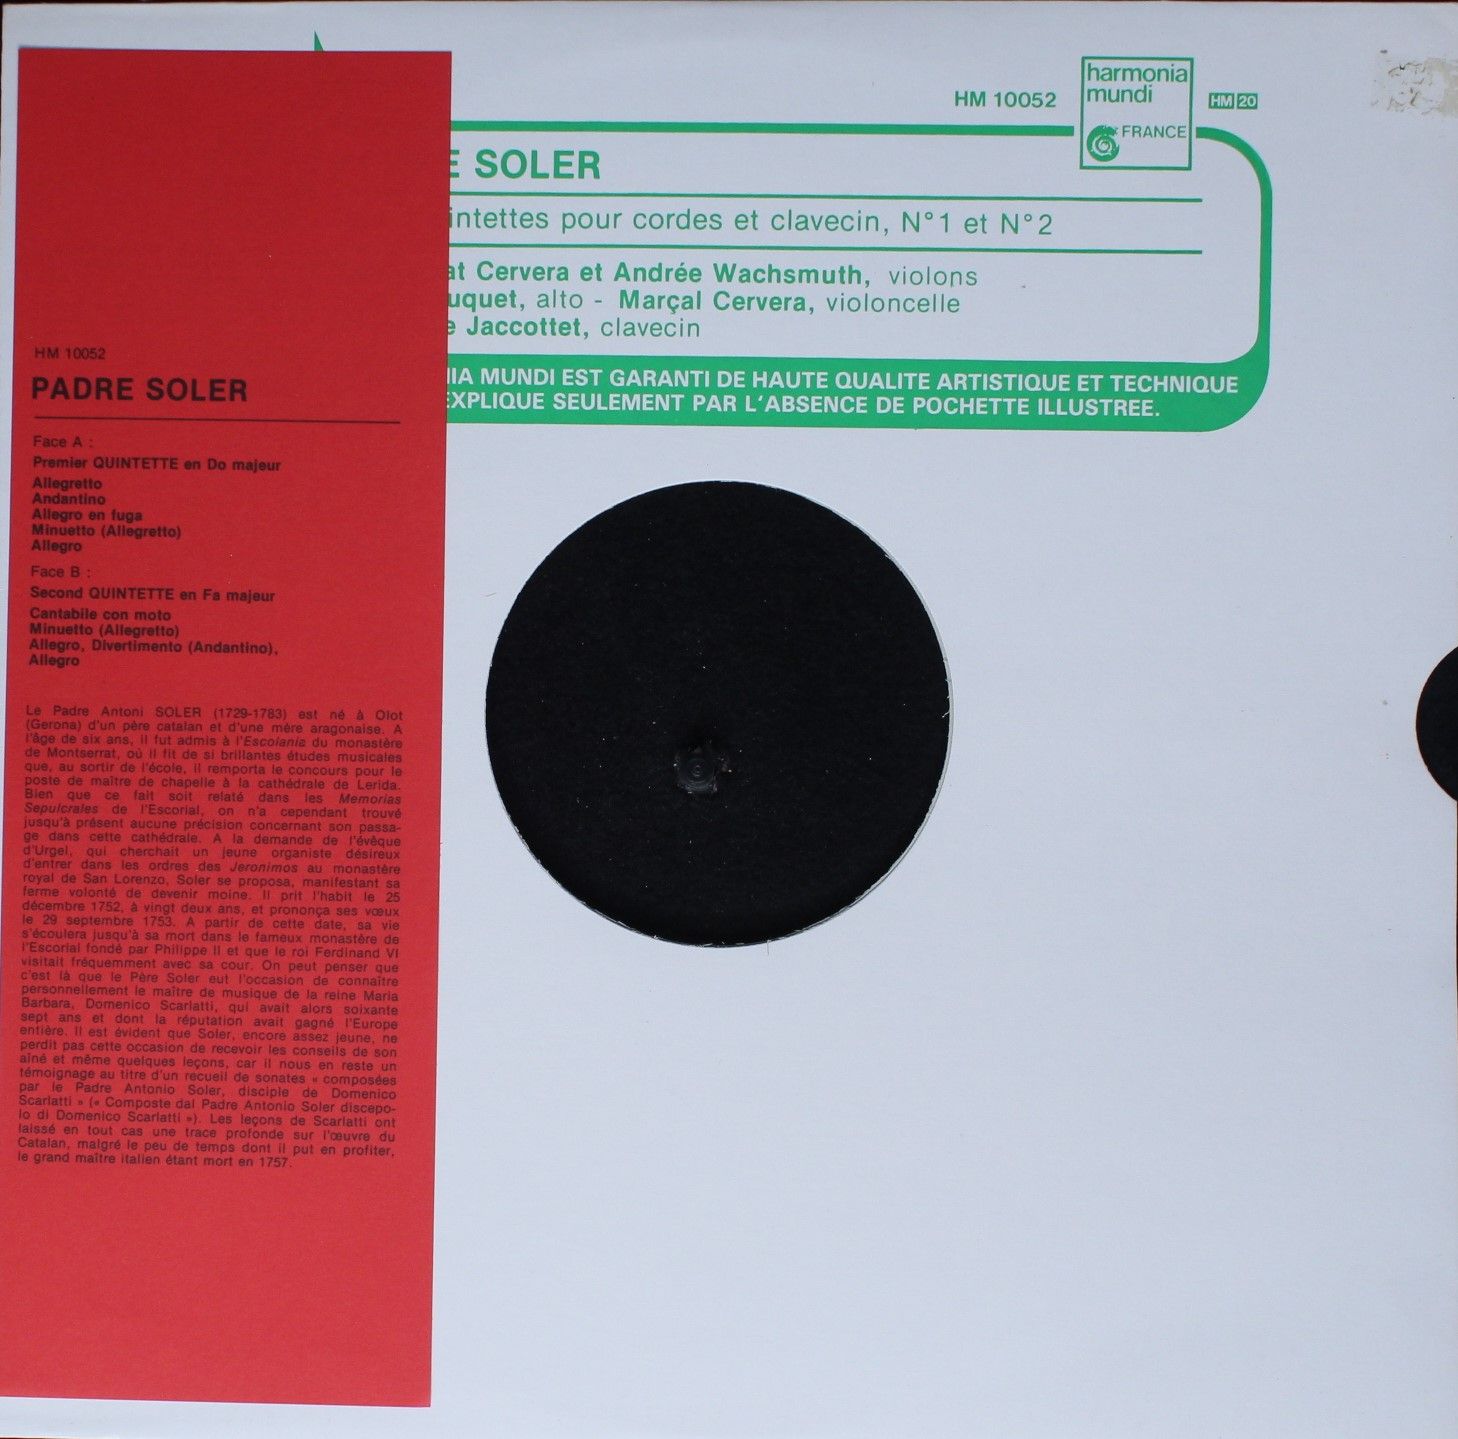 HM 10052
harmonia
mundi
FRANCE
HM 20
SOLER
pour cordes et clavecin, N°1 et N°2
Cervera et Andrée Wachsmuth, violons
alto - Marçal Cervera, violoncelle
Jaccottet, clavecin
MUNDI EST GARANTI DE HAUTE QUALITE ARTISTIQUE ET TECHNIQUE
SEULEMENT PAR L'ABSENCE DE POCHETTE ILLUSTREE.
HM 10052
PADRE SOLER
Face A :
Premier QUINTETTE en Do majeur
Allegretto
Andantino
Allegro en fuga
Minuetto (Allegretto)
Allegro
Face B :
Second QUINTETTE en Fa majeur
Cantabile con moto
Minuetto (Allegretto)
Allegro, Divertimento (Andantino),
Allegro
Le Padre Antoni SOLER (1729-1783) est né à Olot
(Gerona) d'un père catalan et d'une mère aragonaise. A
l'âge de six ans, il fut admis à l'Escolania du monastère
de Montserrat, où il fit de si brillantes études musicales
que, au sortir de l'école, il remporta le concours pour le
poste de maître de chapelle à la cathédrale de Lerida.
Bien que ce fait soit relaté dans les Memorias
Sepulcrales de l'Escorial, on n'a cependant trouvé
jusqu'à présent aucune précision concernant son passa-
ge dans cette cathédrale. A la demande de l'évêque
d'Urgel, qui cherchait un jeune organiste désireux
d'entrer dans les ordres des Jeronimos au monastère
royal de San Lorenzo, Soler se proposa, manifestant sa
ferme volonté de devenir moine. Il prit l'habit le 25
décembre 1752, à vingt deux ans, et prononça ses vœux
le 29 septembre 1753. A partir de cette date, sa vie
s'écoulera jusqu'à sa mort dans le fameux monastère de
l'Escorial fondé par Philippe II et que le roi Ferdinand VI
visitait fréquemment avec sa cour. On peut penser que
c'est là que le Père Soler eut l'occasion de connaître
personnellement le maître de musique de la reine Maria
Barbara, Domenico Scarlatti, qui avait alors soixante
sept ans et dont la réputation avait gagné l'Europe
entière. Il est évident que Soler, encore assez jeune, ne
perdit pas cette occasion de recevoir les conseils de son
aîné et même quelques leçons, car il nous en reste un
témoignage au titre d'un recueil de sonates « composées
par le Padre Antonio Soler, disciple de Domenico
Scarlatti » (« Composte dal Padre Antonio Soler discepo-
lo di Domenico Scarlatti »). Les leçons de Scarlatti ont
laissé en tout cas une trace profonde sur l'œuvre du
Catalan, malgré le peu de temps dont il put en profiter,
le grand maître italien étant mort en 1757.